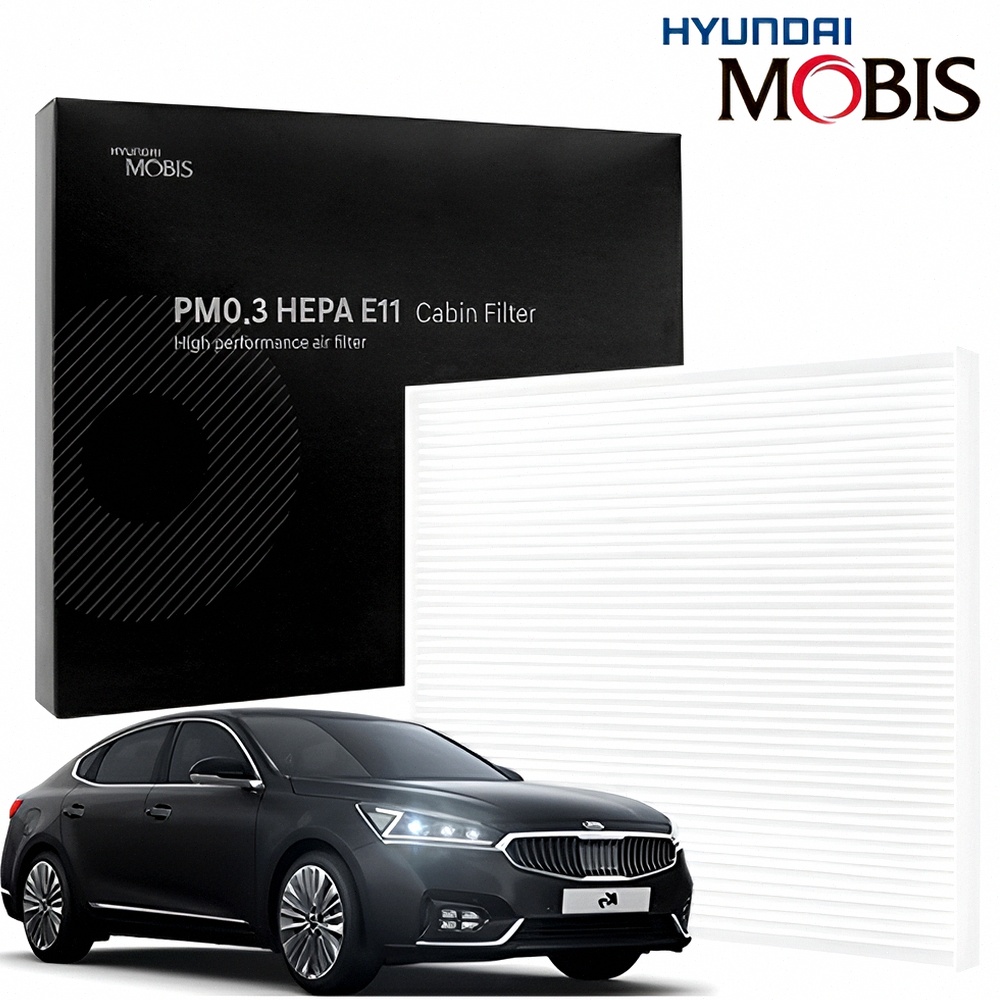 HYUNDAI
MOBIS
HYUNDAI
MOBIS
PM0.3 HEPA E11 Cabin Filter
High performance air filter